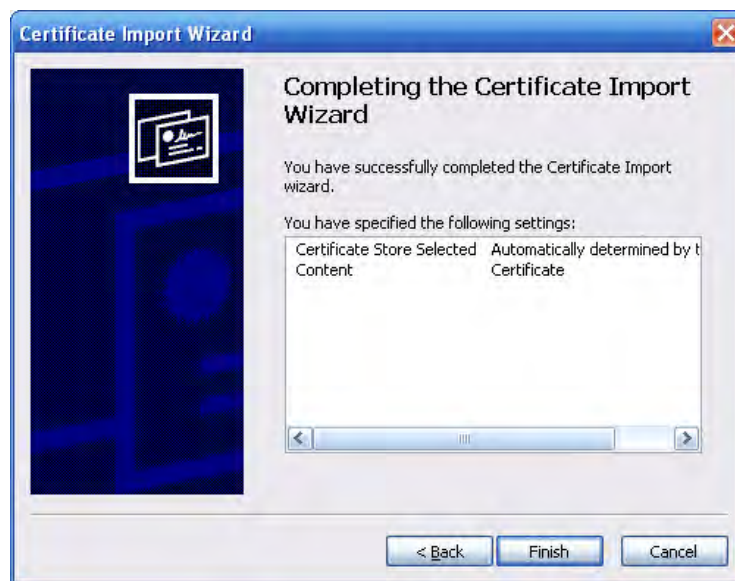 Certificate Import Wizard
Completing the Certificate Import
Wizard
You have successfully completed the Certificate Import
wizard.
You have specified the following settings:
Certificate Store Selected Automatically determined by t
Content Certificate
< Back Finish Cancel